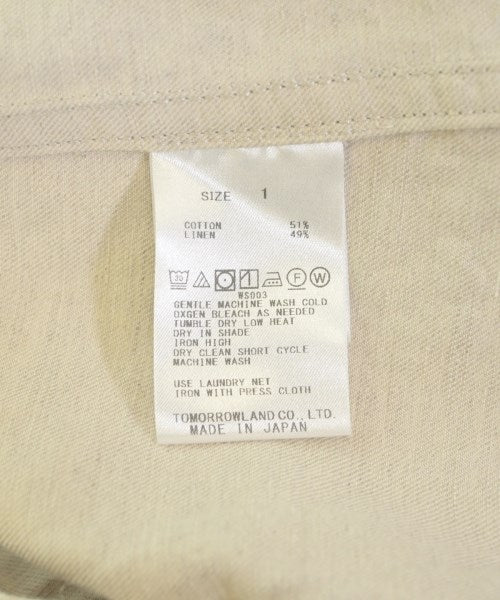 SIZE 1
COTTON 51%
LINEN 49%
30 1 F W
WS003
GENTLE MACHINE WASH COLD
OXGEN BLEACH AS NEEDED
TUMBLE DRY LOW HEAT
DRY IN SHADE
IRON HIGH
DRY CLEAN SHORT CYCLE
MACHINE WASH
USE LAUNDRY NET
IRON WITH PRESS CLOTH
TOMORROWLAND CO., LTD.
MADE IN JAPAN